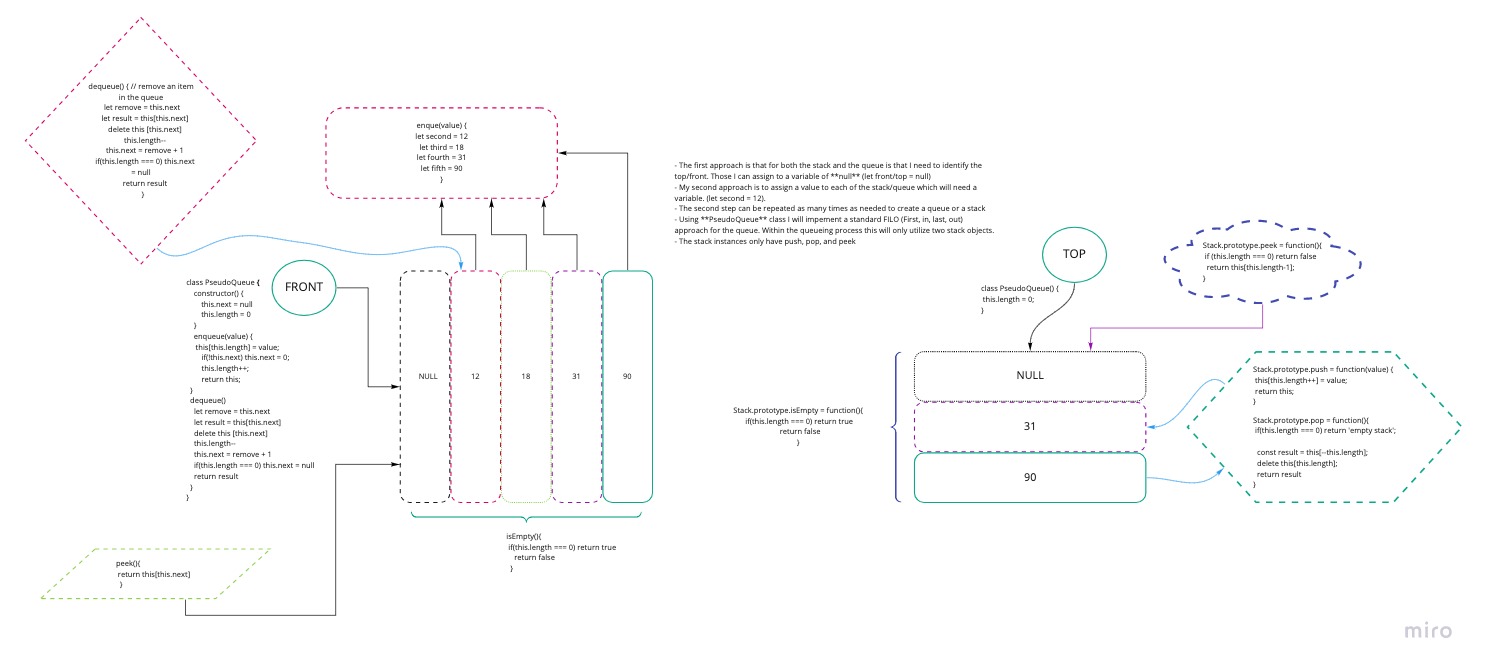 dequeue() { // remove an item
in the queue
let remove = this.next
let result = this[this.next]
delete this [this.next]
this.length--
this.next = remove + 1
if(this.length === 0) this.next
= null
return result
}
enque(value) {
let second = 12
let third = 18
let fourth = 31
let fifth = 90
}
- The first approach is that for both the stack and the queue is that I need to identify the
top/front. Those I can assign to a variable of **null** (let front/top = null)
- My second approach is to assign a value to each of the stack/queue which will need a
variable. (let second = 12).
- The second step can be repeated as many times as needed to create a queue or a stack
- Using **PseudoQueue** class I will impement a standard FILO (First, in, last, out)
approach for the queue. Within the queueing process this will only utilize two stack objects.
- The stack instances only have push, pop, and peek
class PseudoQueue {
constructor() {
this.next = null
this.length = 0
}
enqueue(value) {
this[this.length] = value;
if(!this.next) this.next = 0;
this.length++;
return this;
}
dequeue()
let remove = this.next
let result = this[this.next]
delete this [this.next]
this.length--
this.next = remove + 1
if(this.length === 0) this.next = null
return result
}
}
FRONT
NULL
12
18
31
90
isEmpty(){
if(this.length === 0) return true
return false
}
peek(){
return this[this.next]
}
TOP
class PseudoQueue() {
this.length = 0;
}
Stack.prototype.peek = function(){
if (this.length === 0) return false
return this[this.length-1];
}
Stack.prototype.isEmpty = function(){
if(this.length === 0) return true
return false
}
NULL
31
90
Stack.prototype.push = function(value) {
this[this.length++] = value;
return this;
}
Stack.prototype.pop = function(){
if(this.length === 0) return 'empty stack';
const result = this[--this.length];
delete this[this.length];
return result
}
miro